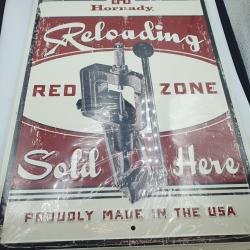 H
Hornady
Reloading
RED ZONE
Sold Here
PROUDLY MADE IN THE USA